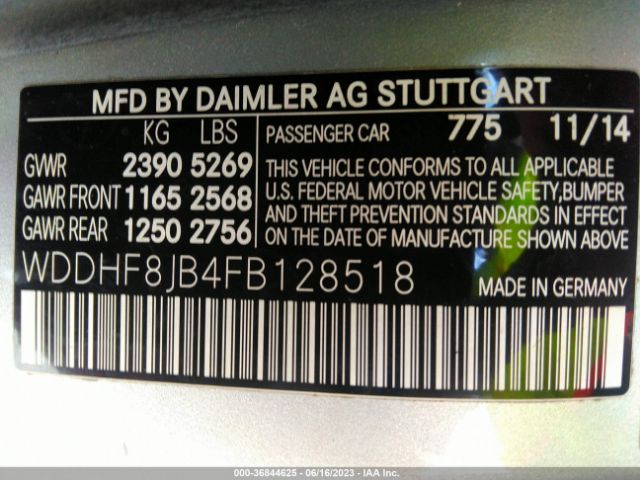 MFD BY DAIMLER AG STUTTGART
KG LBS
GWVR 2390 5269
GAWR FRONT 1165 2568
GAWR REAR 1250 2756
PASSENGER CAR 775 11/14
THIS VEHICLE CONFORMS TO ALL APPLICABLE
U.S. FEDERAL MOTOR VEHICLE SAFETY,BUMPER
AND THEFT PREVENTION STANDARDS IN EFFECT
ON THE DATE OF MANUFACTURE SHOWN ABOVE
WDDHF8JB4FB128518
MADE IN GERMANY
000-36844625 - 06/16/2023 - IAA Inc.